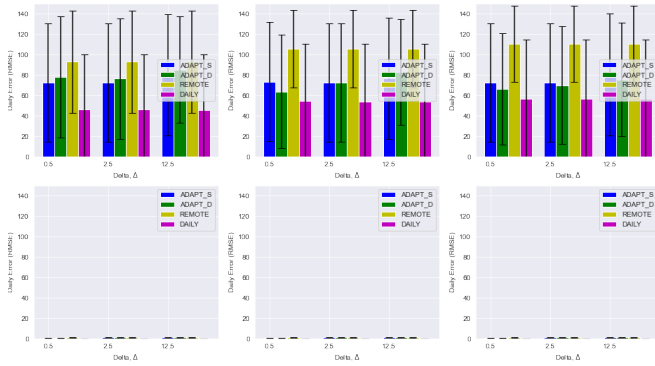 140
120
100
80
60
40
20
0
Daily Error (RMSE)
0.5 2.5 12.5
Delta, Δ
ADAPT_S
ADAPT_D
REMOTE
DAILY
140
120
100
80
60
40
20
0
Daily Error (RMSE)
0.5 2.5 12.5
Delta, Δ
ADAPT_S
ADAPT_D
REMOTE
DAILY
140
120
100
80
60
40
20
0
Daily Error (RMSE)
0.5 2.5 12.5
Delta, Δ
ADAPT_S
ADAPT_D
REMOTE
DAILY
140
120
100
80
60
40
20
0
Daily Error (RMSE)
0.5 2.5 12.5
Delta, Δ
ADAPT_S
ADAPT_D
REMOTE
DAILY
140
120
100
80
60
40
20
0
Daily Error (RMSE)
0.5 2.5 12.5
Delta, Δ
ADAPT_S
ADAPT_D
REMOTE
DAILY
140
120
100
80
60
40
20
0
Daily Error (RMSE)
0.5 2.5 12.5
Delta, Δ
ADAPT_S
ADAPT_D
REMOTE
DAILY